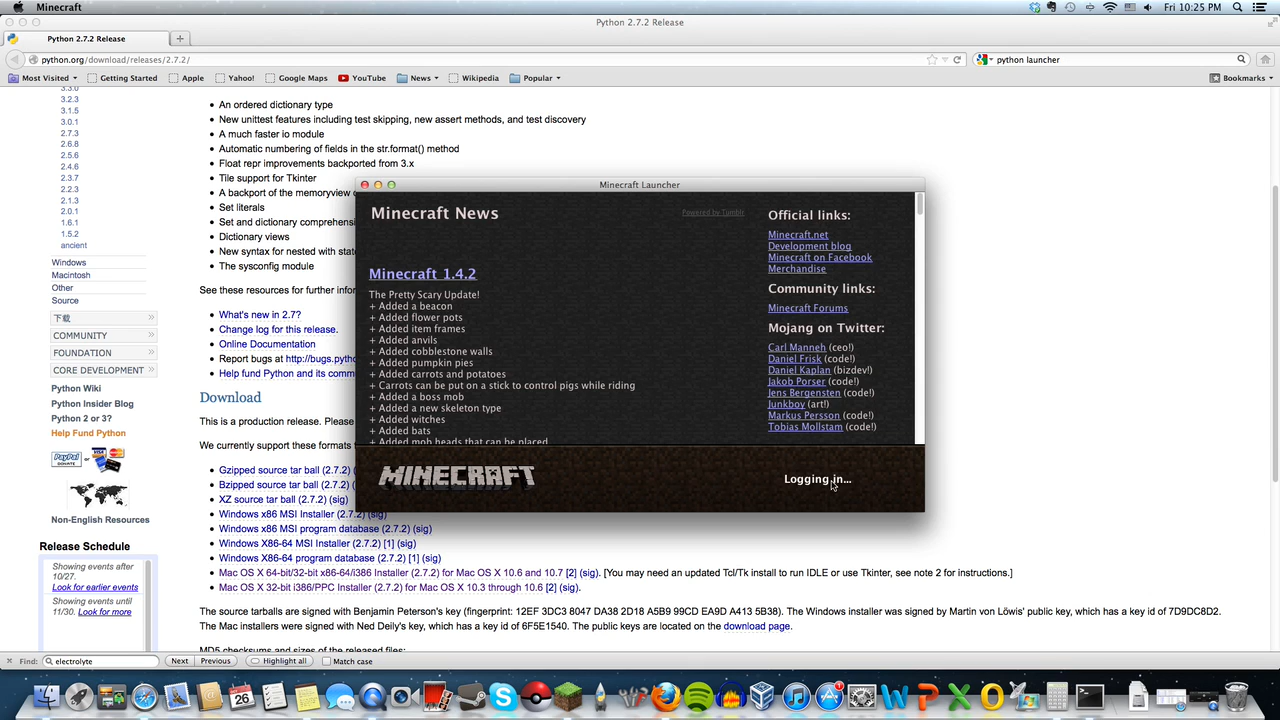 Minecraft
Fri 10:25 PM
Python 2.7.2 Release
Python 2.7.2 Release
python.org/download/releases/2.7.2/
python launcher
Most Visited
Getting Started
Apple
Yahoo!
Google Maps
YouTube
News
Wikipedia
Popular
Bookmarks
3.3.0
3.2.3
3.1.5
3.0.1
2.7.3
2.6.8
2.5.6
2.4.6
2.3.7
2.2.3
2.1.3
2.0.1
1.6.1
1.5.2
ancient
Windows
Macintosh
Other
Source
下载
COMMUNITY
FOUNDATION
CORE DEVELOPMENT
Python Wiki
Python Insider Blog
Python 2 or 3?
Help Fund Python
PayPal
DONATE
or
Non-English Resources
Release Schedule
Showing events after
10/27.
Look for earlier events
Showing events until
11/30. Look for more
An ordered dictionary type
New unittest features including test skipping, new assert methods, and test discovery
A much faster io module
Automatic numbering of fields in the str.format() method
Float repr improvements backported from 3.x
Tile support for Tkinter
A backport of the memoryview
Set literals
Set and dictionary comprehensi
Dictionary views
New syntax for nested with state
The sysconfig module
See these resources for further infor
What's new in 2.7?
Change log for this release.
Online Documentation
Report bugs at http://bugs.pytho
Help fund Python and its comm
Download
This is a production release. Please
We currently support these formats
Gzipped source tar ball (2.7.2) (sig)
Bzipped source tar ball (2.7.2) (sig)
XZ source tar ball (2.7.2) (sig)
Windows x86 MSI Installer (2.7.2) (sig)
Windows x86 MSI program database (2.7.2) (sig)
Windows X86-64 MSI Installer (2.7.2) [1] (sig)
Windows X86-64 program database (2.7.2) [1] (sig)
Mac OS X 64-bit/32-bit x86-64/i386 Installer (2.7.2) for Mac OS X 10.6 and 10.7 [2] (sig). [You may need an updated Tcl/Tk install to run IDLE or use Tkinter, see note 2 for instructions.]
Mac OS X 32-bit i386/PPC Installer (2.7.2) for Mac OS X 10.3 through 10.6 [2] (sig).
The source tarballs are signed with Benjamin Peterson's key (fingerprint: 12EF 3DC3 8047 DA38 2D18 A5B9 99CD EA9D A413 5B38). The Windows installer was signed by Martin von Löwis' public key, which has a key id of 7D9DC8D2.
The Mac installers were signed with Ned Deily's key, which has a key id of 6F5E1540. The public keys are located on the download page.
MD5 checksums and sizes of the released files:
Minecraft Launcher
Minecraft News
Powered by Tumblr
Minecraft 1.4.2
The Pretty Scary Update!
+ Added a beacon
+ Added flower pots
+ Added item frames
+ Added anvils
+ Added cobblestone walls
+ Added pumpkin pies
+ Added carrots and potatoes
+ Carrots can be put on a stick to control pigs while riding
+ Added a boss mob
+ Added a new skeleton type
+ Added witches
+ Added bats
+ Added mob heads that can be placed
Official links:
Minecraft.net
Development blog
Minecraft on Facebook
Merchandise
Community links:
Minecraft Forums
Mojang on Twitter:
Carl Manneh (ceo!)
Daniel Frisk (code!)
Daniel Kaplan (bizdev!)
Jakob Porser (code!)
Jens Bergensten (code!)
Junkboy (art!)
Markus Persson (code!)
Tobias Mollstam (code!)
MINECRAFT
Logging in...
Find:
electrolyte
Next
Previous
Highlight all
Match case
26